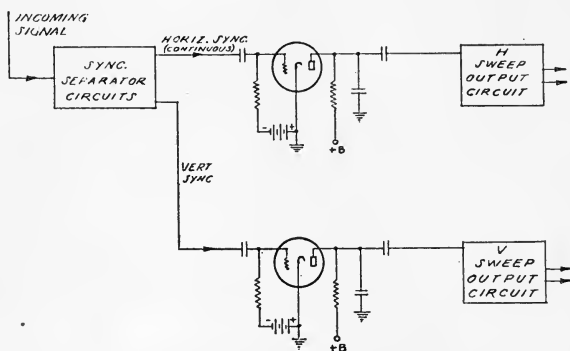 INCOMING
SIGNAL
HORIZ. SYNC.
(CONTINUOUS)
SYNC.
SEPARATOR
CIRCUITS
H
SWEEP
OUTPUT
CIRCUIT
- +
+B
VERT
SYNC
V
SWEEP
OUTPUT
CIRCUIT
- +
+B